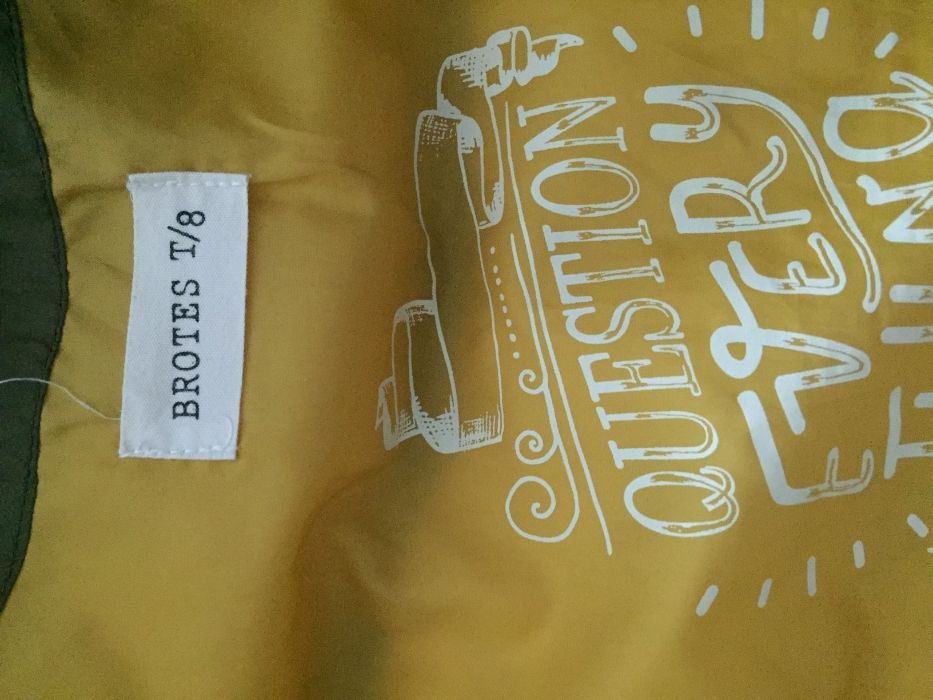 BROTES T/8
QUESTION
EVERY